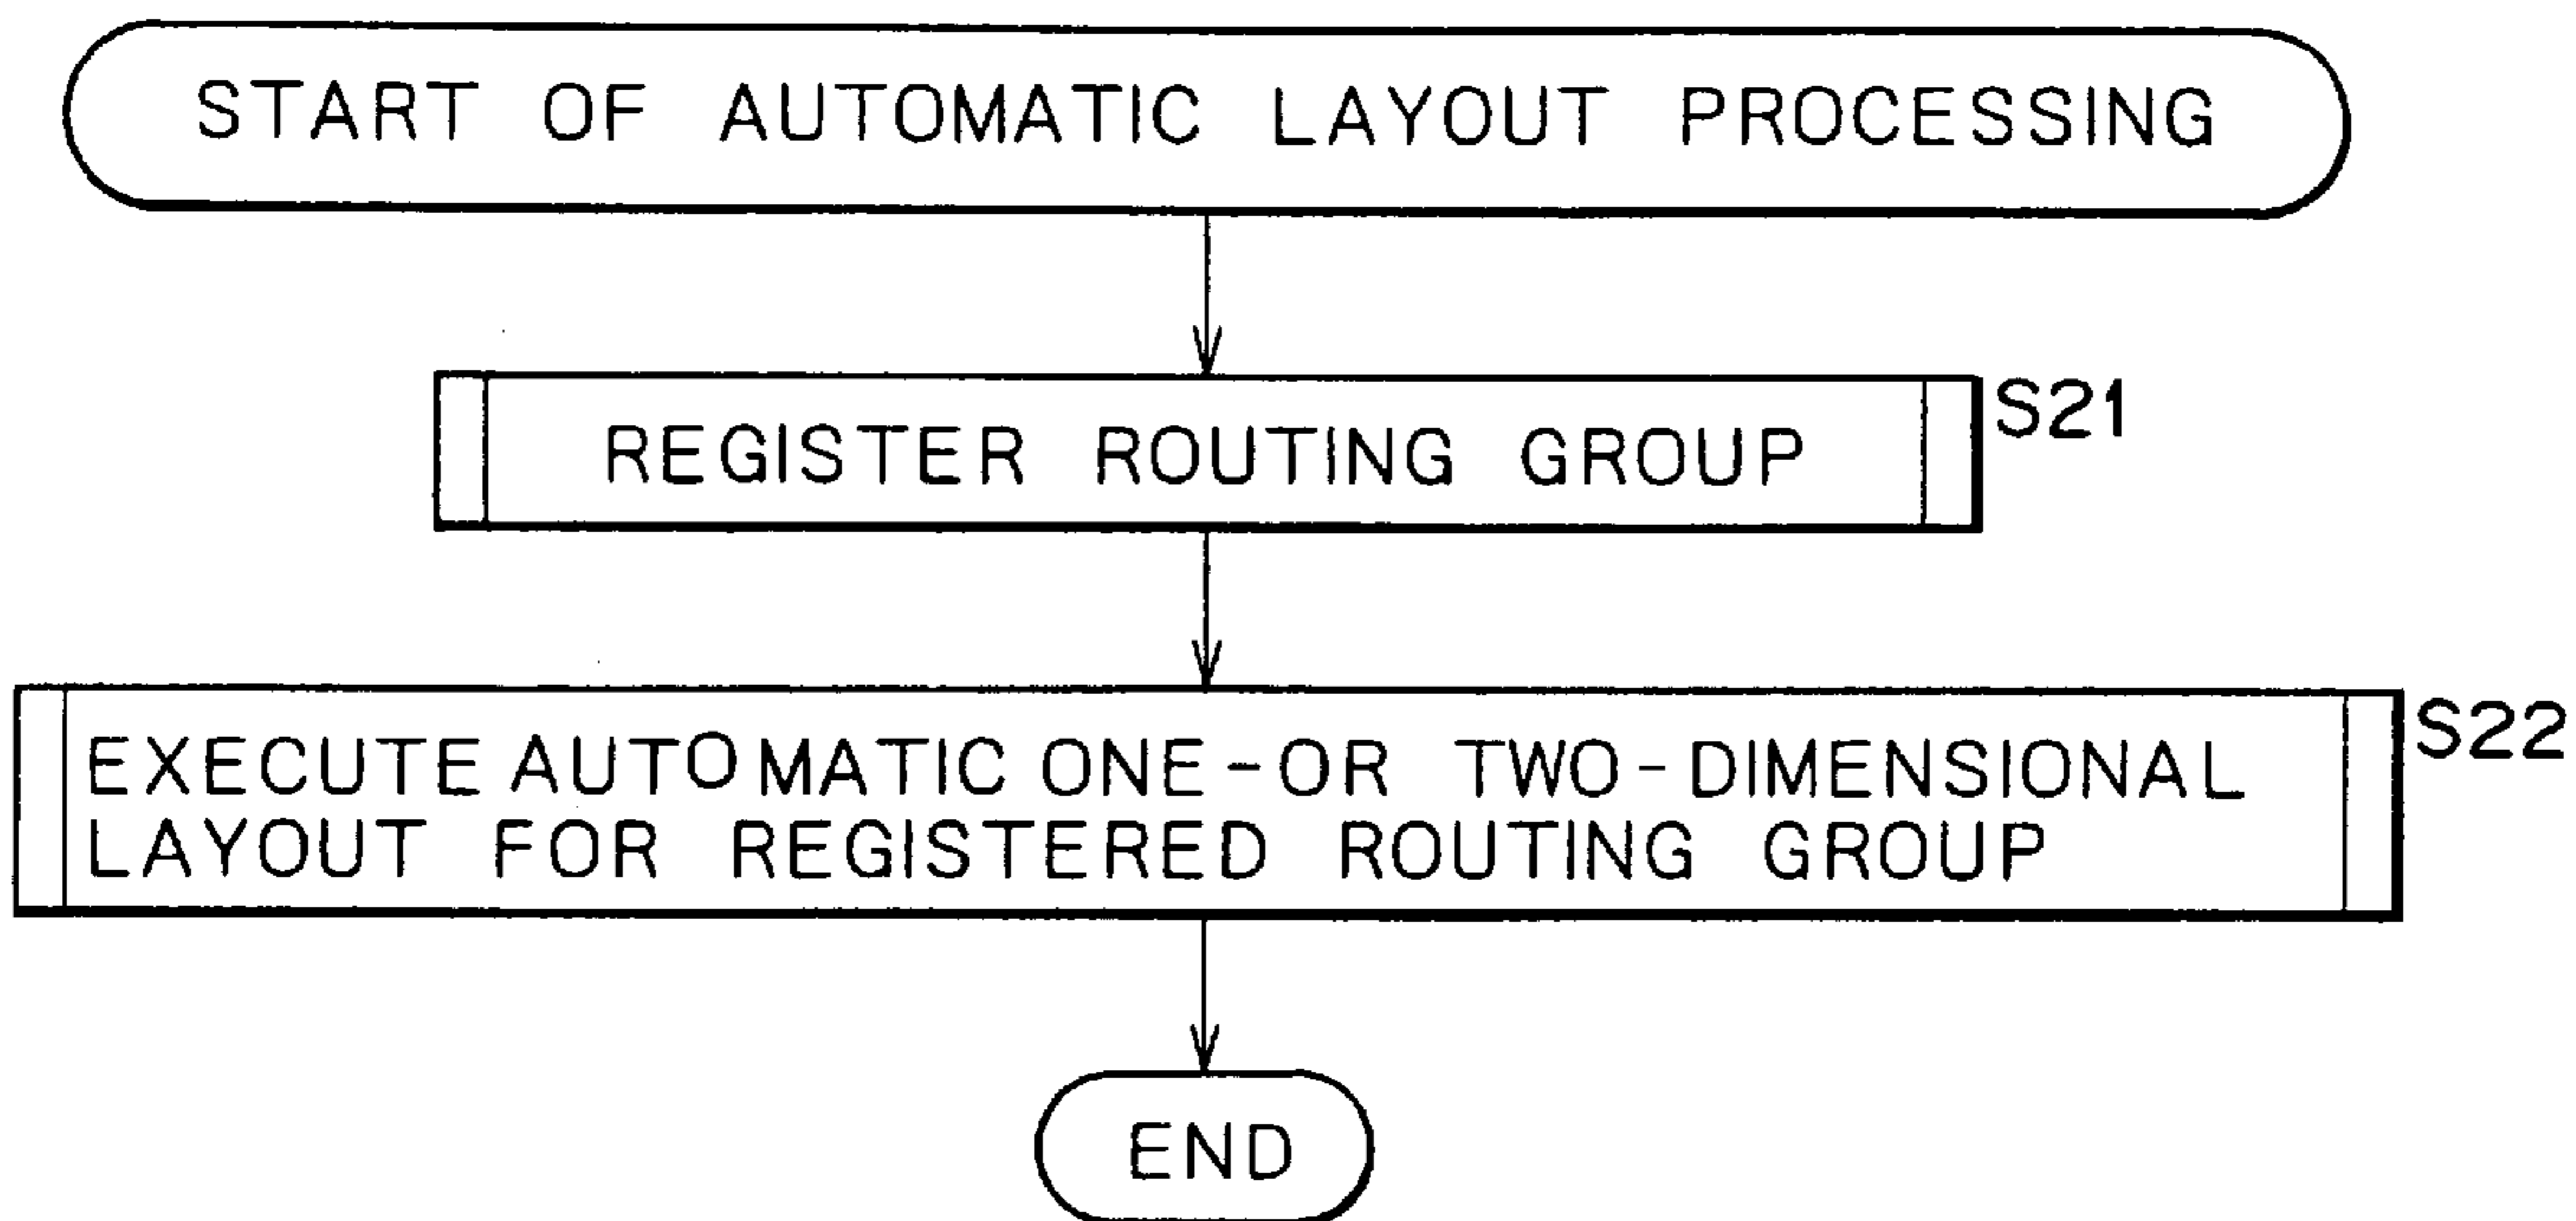 START OF AUTOMATIC LAYOUT PROCESSING
REGISTER ROUTING GROUP
S21
EXECUTE AUTOMATIC ONE-OR TWO-DIMENSIONAL
LAYOUT FOR REGISTERED ROUTING GROUP
S22
END